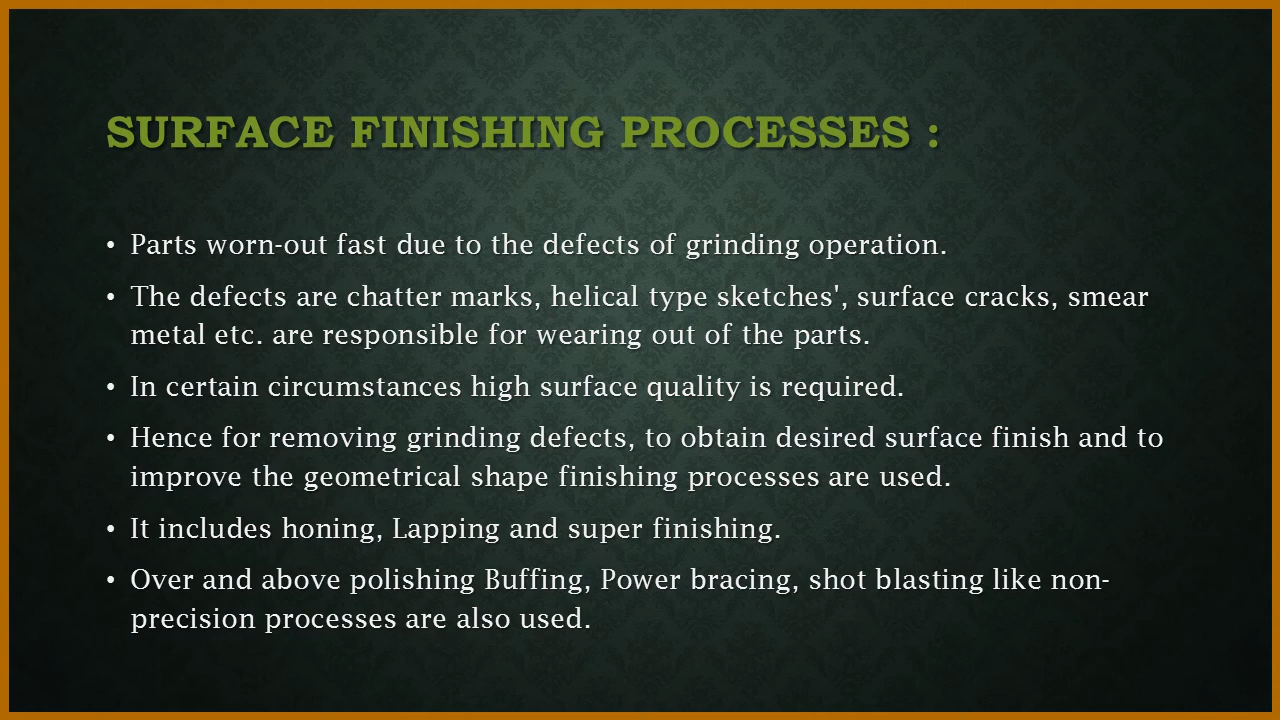 SURFACE FINISHING PROCESSES :
• Parts worn-out fast due to the defects of grinding operation.
• The defects are chatter marks, helical type sketches', surface cracks, smear
metal etc. are responsible for wearing out of the parts.
• In certain circumstances high surface quality is required.
• Hence for removing grinding defects, to obtain desired surface finish and to
improve the geometrical shape finishing processes are used.
• It includes honing, Lapping and super finishing.
• Over and above polishing Buffing, Power bracing, shot blasting like non-
precision processes are also used.